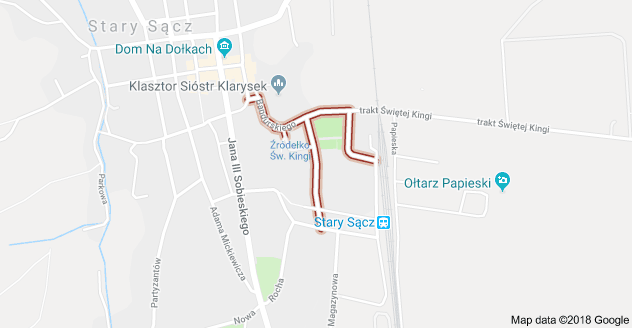 Stary Sącz
Dom Na Dołkach
Klasztor Sióstr Klarysek
trakt Świętej Kingi
trakt Świętej Kingi
Bandurskiego
Papieska
Źródełko
Św. Kingi
Jana III Sobieskiego
Ołtarz Papieski
Parkowa
Adama Mickiewicza
Stary Sącz
Partyzantów
Nowa
Rocha
Magazynowa
Map data ©2018 Google